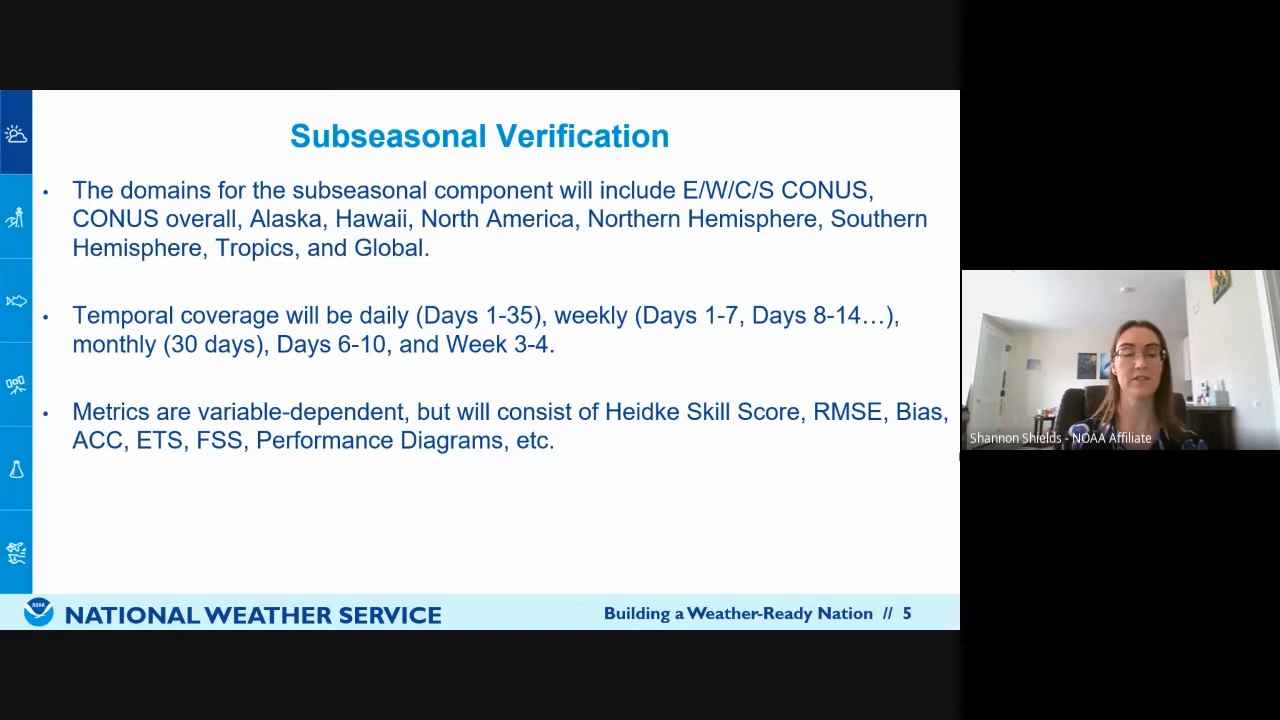 Subseasonal Verification
• The domains for the subseasonal component will include E/W/C/S CONUS,
CONUS overall, Alaska, Hawaii, North America, Northern Hemisphere, Southern
Hemisphere, Tropics, and Global.
• Temporal coverage will be daily (Days 1-35), weekly (Days 1-7, Days 8-14…),
monthly (30 days), Days 6-10, and Week 3-4.
• Metrics are variable-dependent, but will consist of Heidke Skill Score, RMSE, Bias,
ACC, ETS, FSS, Performance Diagrams, etc.
Shannon Shields - NOAA Affiliate
NOAA
NATIONAL WEATHER SERVICE
Building a Weather-Ready Nation // 5